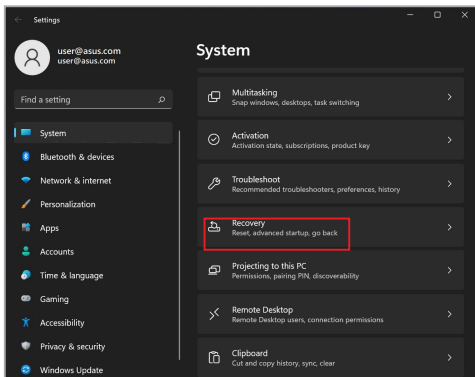 Settings
user@asus.com
user@asus.com
Find a setting
System
Bluetooth & devices
Network & internet
Personalization
Apps
Accounts
Time & language
Gaming
Accessibility
Privacy & security
Windows Update
System
Multitasking
Snap windows, desktops, task switching
Activation
Activation state, subscriptions, product key
Troubleshoot
Recommended troubleshooters, preferences, history
Recovery
Reset, advanced startup, go back
Projecting to this PC
Permissions, pairing PIN, discoverability
Remote Desktop
Remote Desktop users, connection permissions
Clipboard
Cut and copy history, sync, clear